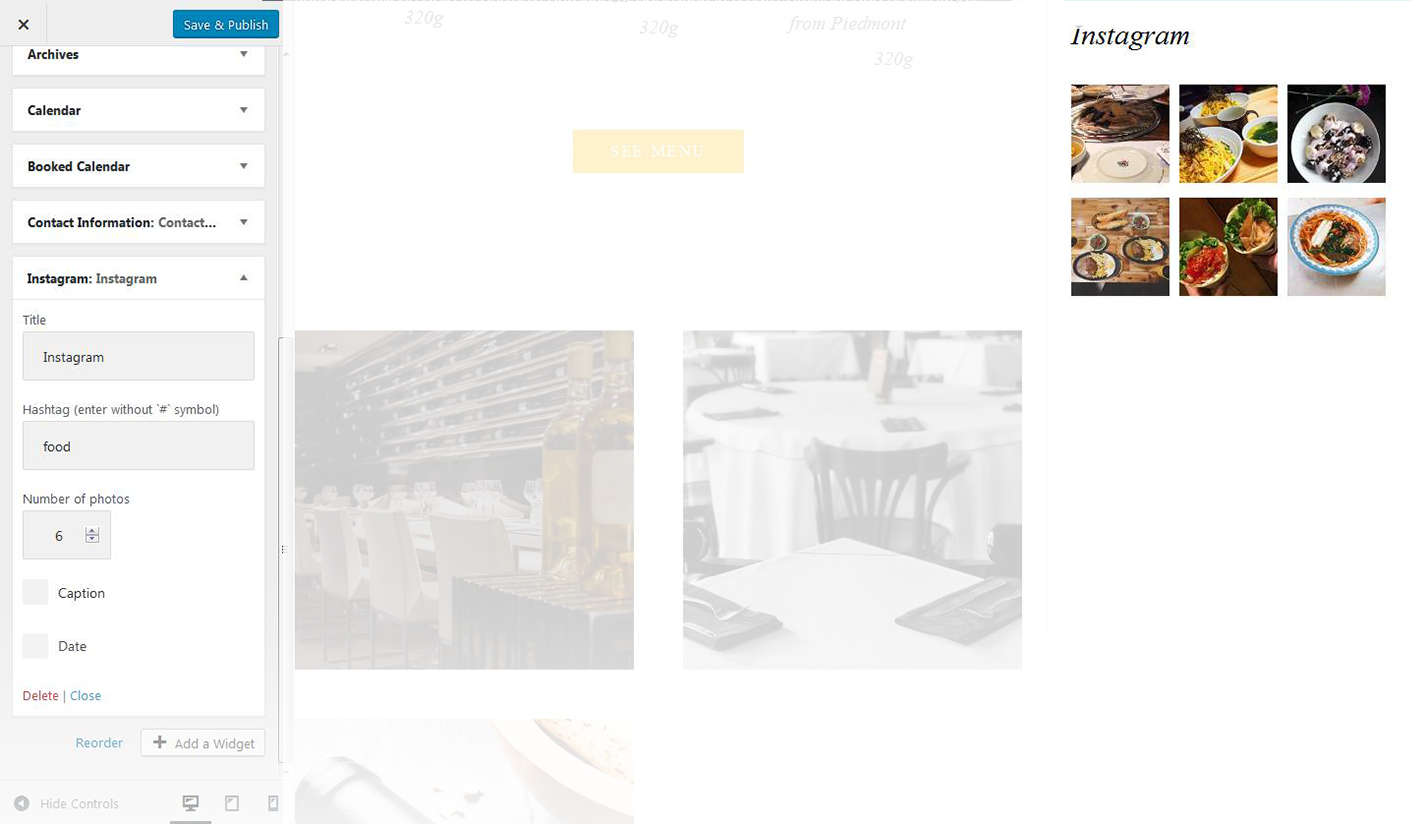 Save & Publish
Archives
Calendar
Booked Calendar
Contact Information: Contact...
Instagram: Instagram
Title
Instagram
Hashtag (enter without `#` symbol)
food
Number of photos
6
Caption
Date
Delete | Close
Reorder
Add a Widget
Hide Controls
320g
320g
from Piedmont
320g
SEE MENU
Instagram